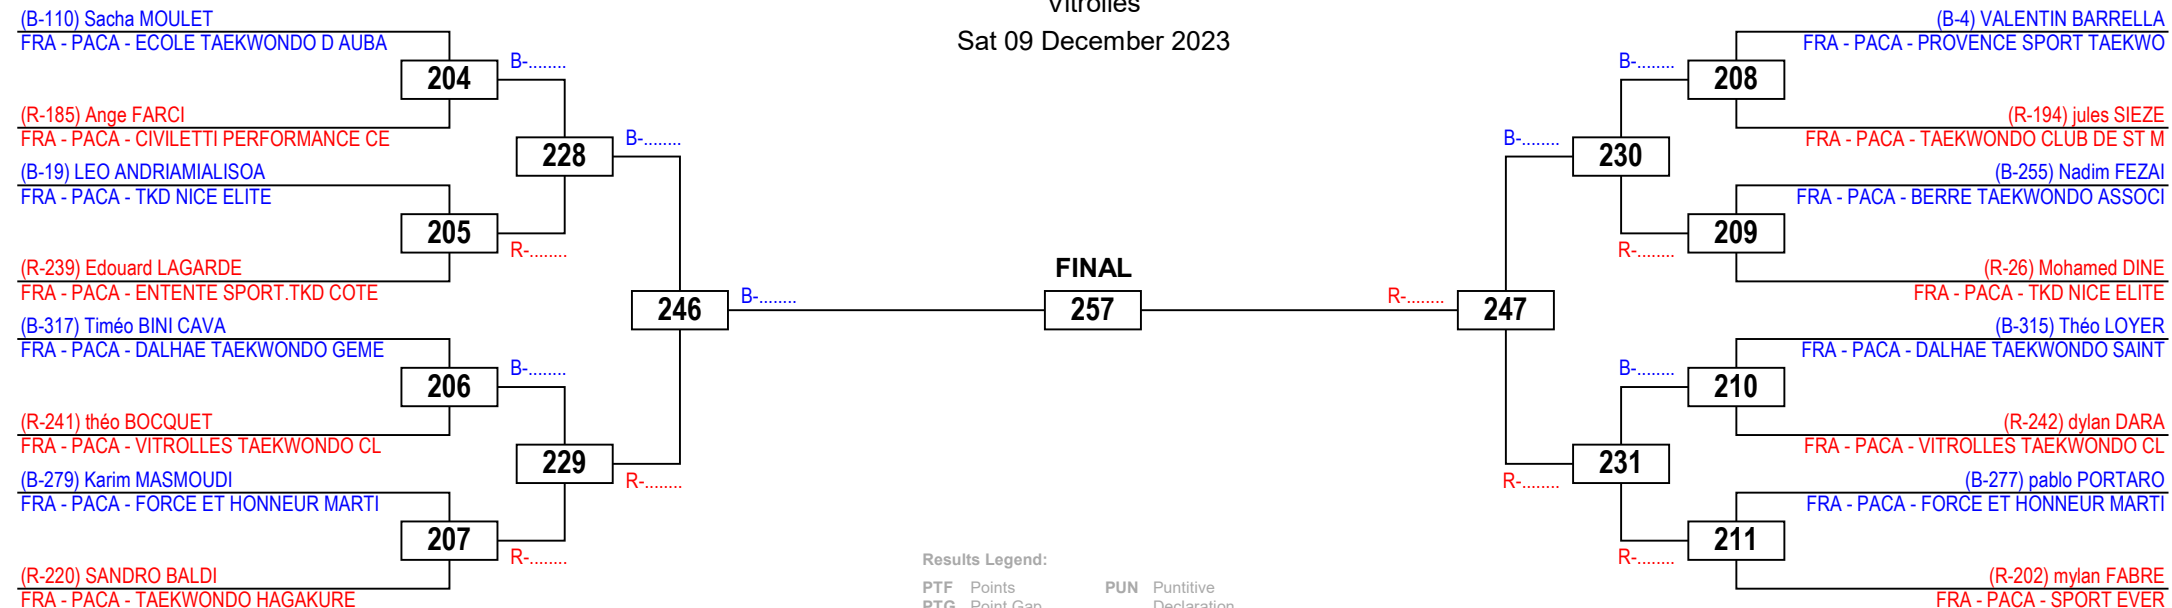 Vitrolles
Sat 09 December 2023
(B-110) Sacha MOULET
FRA - PACA - ECOLE TAEKWONDO D AUBA
204
B-........
(R-185) Ange FARCI
FRA - PACA - CIVILETTI PERFORMANCE CE
228
B-........
(B-19) LEO ANDRIAMIALISOA
FRA - PACA - TKD NICE ELITE
205
R-........
(R-239) Edouard LAGARDE
FRA - PACA - ENTENTE SPORT.TKD COTE
246
B-........
(B-317) Timéo BINI CAVA
FRA - PACA - DALHAE TAEKWONDO GEME
206
B-........
(R-241) théo BOCQUET
FRA - PACA - VITROLLES TAEKWONDO CL
229
R-........
(B-279) Karim MASMOUDI
FRA - PACA - FORCE ET HONNEUR MARTI
207
R-........
(R-220) SANDRO BALDI
FRA - PACA - TAEKWONDO HAGAKURE
FINAL
257
(B-4) VALENTIN BARRELLA
FRA - PACA - PROVENCE SPORT TAEKWO
B-........
208
(R-194) jules SIEZE
FRA - PACA - TAEKWONDO CLUB DE ST M
B-........
230
(B-255) Nadim FEZAI
FRA - PACA - BERRE TAEKWONDO ASSOCI
209
R-........
(R-26) Mohamed DINE
FRA - PACA - TKD NICE ELITE
R-........
247
(B-315) Théo LOYER
FRA - PACA - DALHAE TAEKWONDO SAINT
B-........
210
(R-242) dylan DARA
FRA - PACA - VITROLLES TAEKWONDO CL
231
R-........
(B-277) pablo PORTARO
FRA - PACA - FORCE ET HONNEUR MARTI
211
R-........
(R-202) mylan FABRE
FRA - PACA - SPORT EVER
Results Legend:
PTF Points PUN Puntitive
PTG Point Gap Declaration